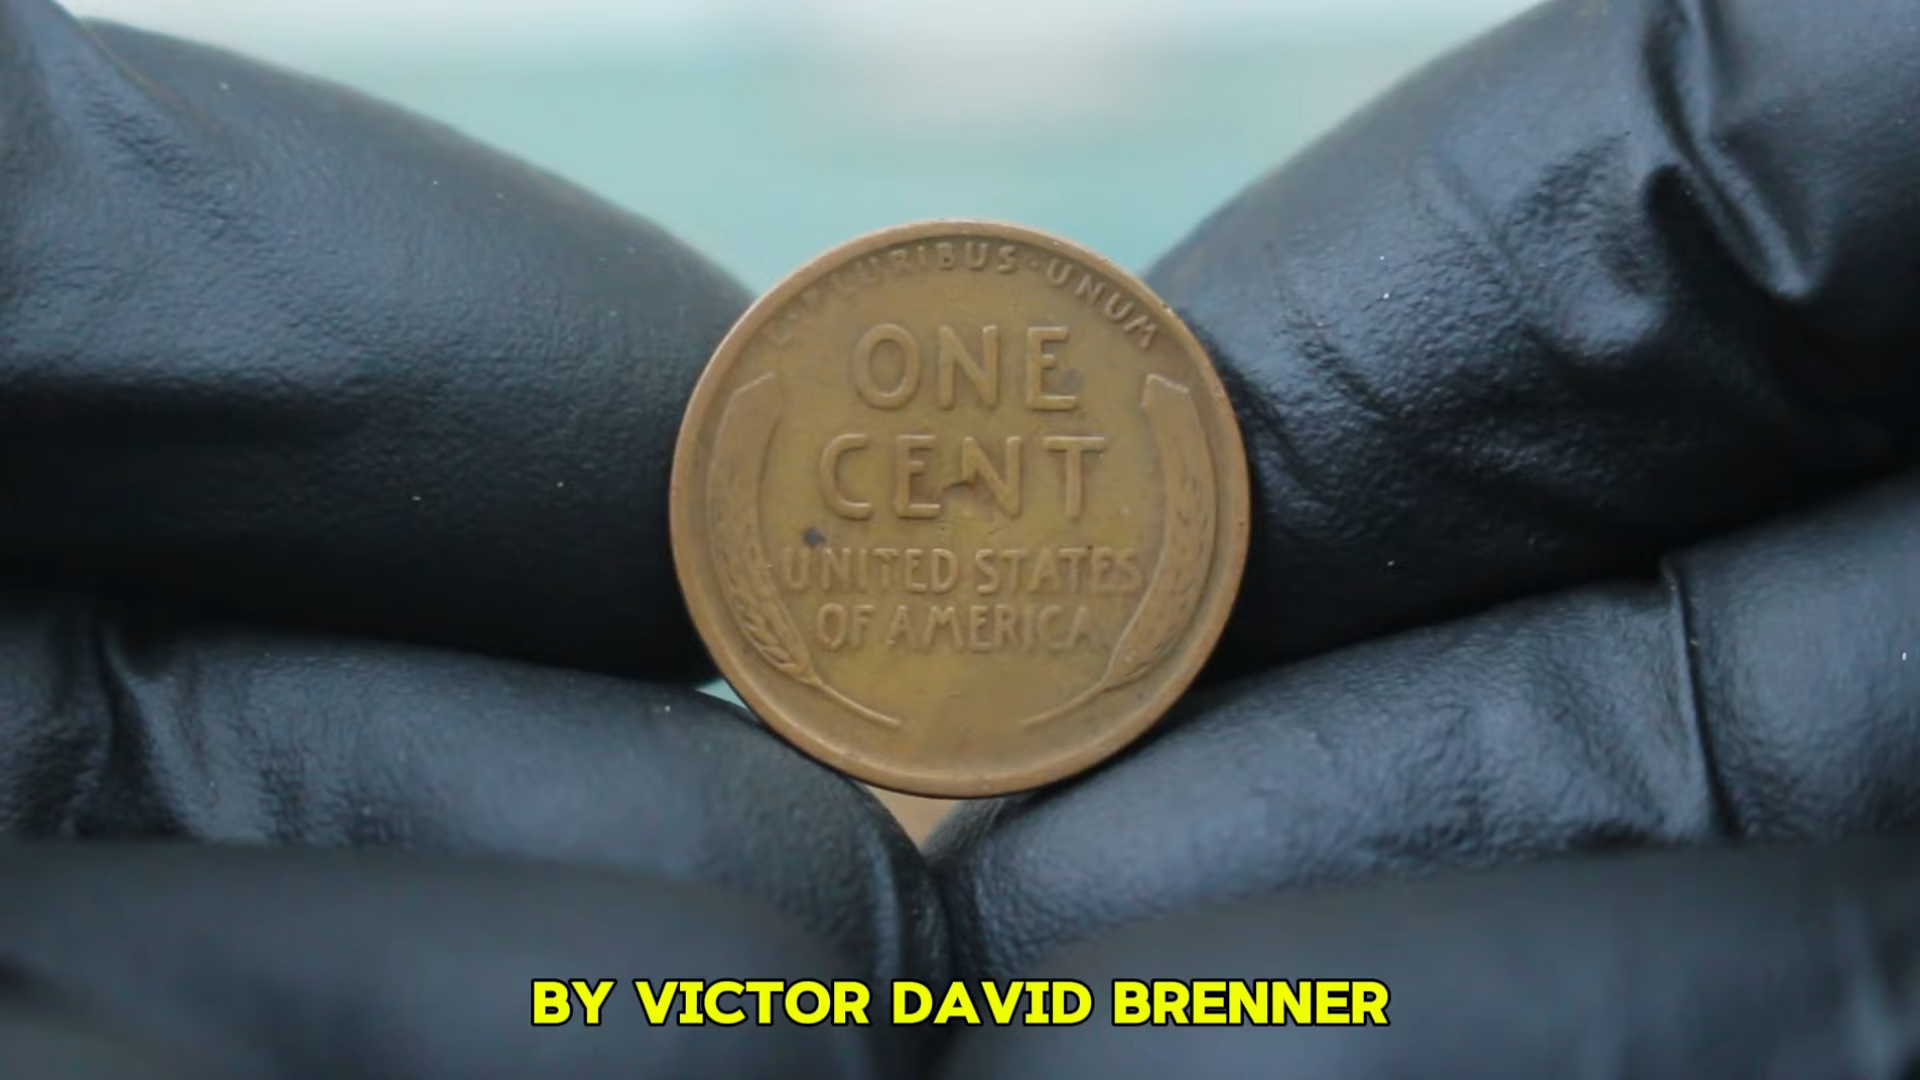 E·PLURIBUS·UNUM
ONE
CENT
UNITED STATES
OF AMERICA
BY VICTOR DAVID BRENNER